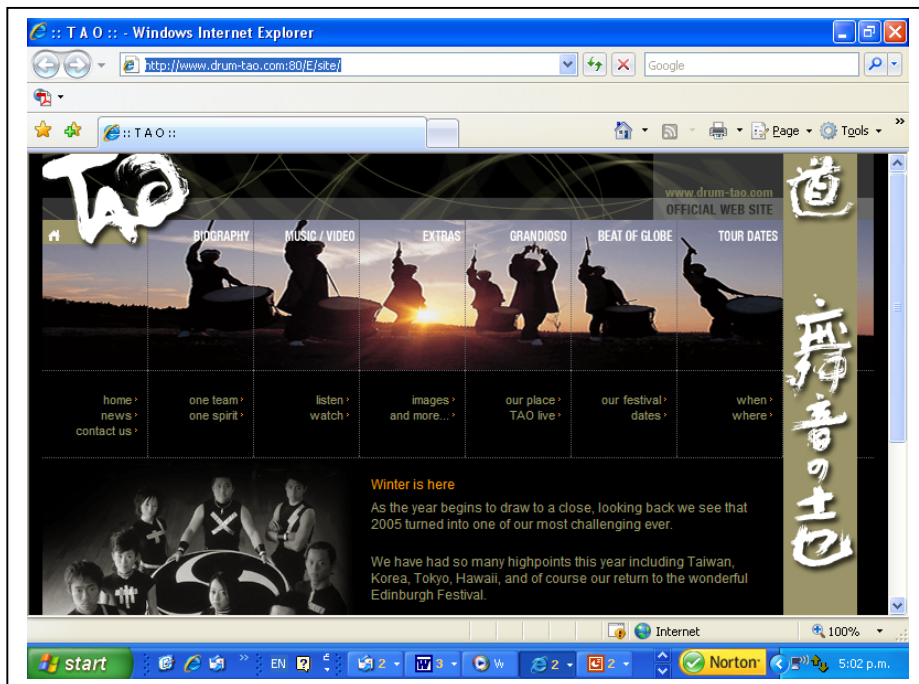 :: T A O :: - Windows Internet Explorer
http://www.drum-tao.com:80/E/site/
Google
:: T A O ::
Page
Tools
»
TAO
www.drum-tao.com
OFFICIAL WEB SITE
道
BIOGRAPHY MUSIC / VIDEO EXTRAS GRANDIOSO BEAT OF GLOBE TOUR DATES
home › one team › listen › images › our place › our festival › when ›
news › one spirit › watch › and more... › TAO live › dates › where ›
contact us ›
音の
Winter is here
As the year begins to draw to a close, looking back we see that
2005 turned into one of our most challenging ever.
We have had so many highpoints this year including Taiwan,
Korea, Tokyo, Hawaii, and of course our return to the wonderful
Edinburgh Festival.
Internet
100%
start
»
EN
2
3
W
2
2
Norton
5:02 p.m.